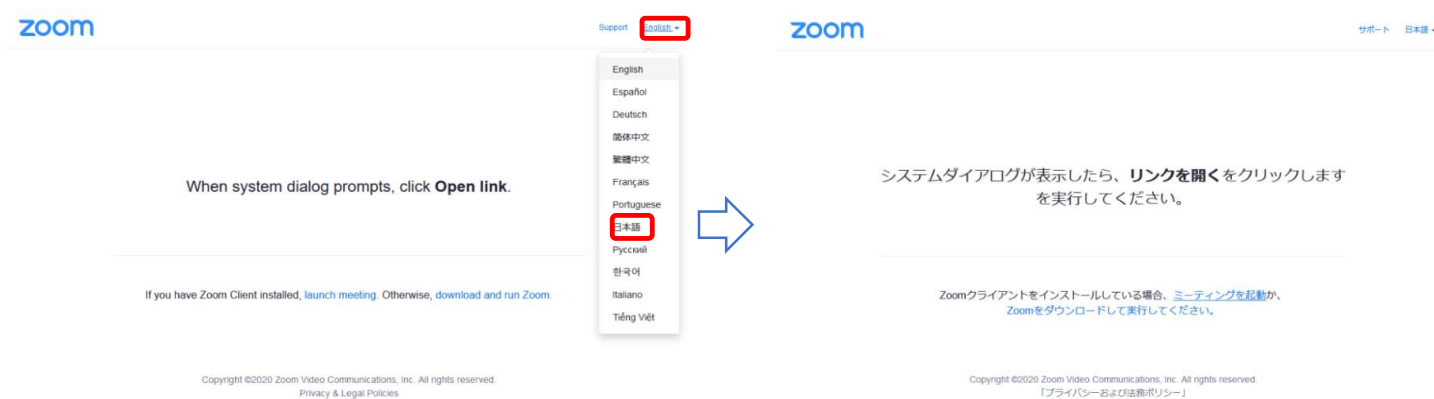 zoom
Support English
English
Español
Deutsch
简体中文
繁體中文
Français
Portuguese
日本語
Русский
한국어
Italiano
Tiếng Việt
When system dialog prompts, click Open link.
If you have Zoom Client installed, launch meeting. Otherwise, download and run Zoom.
Copyright ©2020 Zoom Video Communications, Inc. All rights reserved.
Privacy & Legal Policies
zoom
サポート 日本語
システムダイアログが表示したら、リンクを開くをクリックします
を実行してください。
Zoomクライアントをインストールしている場合、ミーティングを起動か、
Zoomをダウンロードして実行してください。
Copyright ©2020 Zoom Video Communications, Inc. All rights reserved.
「プライバシーおよび法務ポリシー」